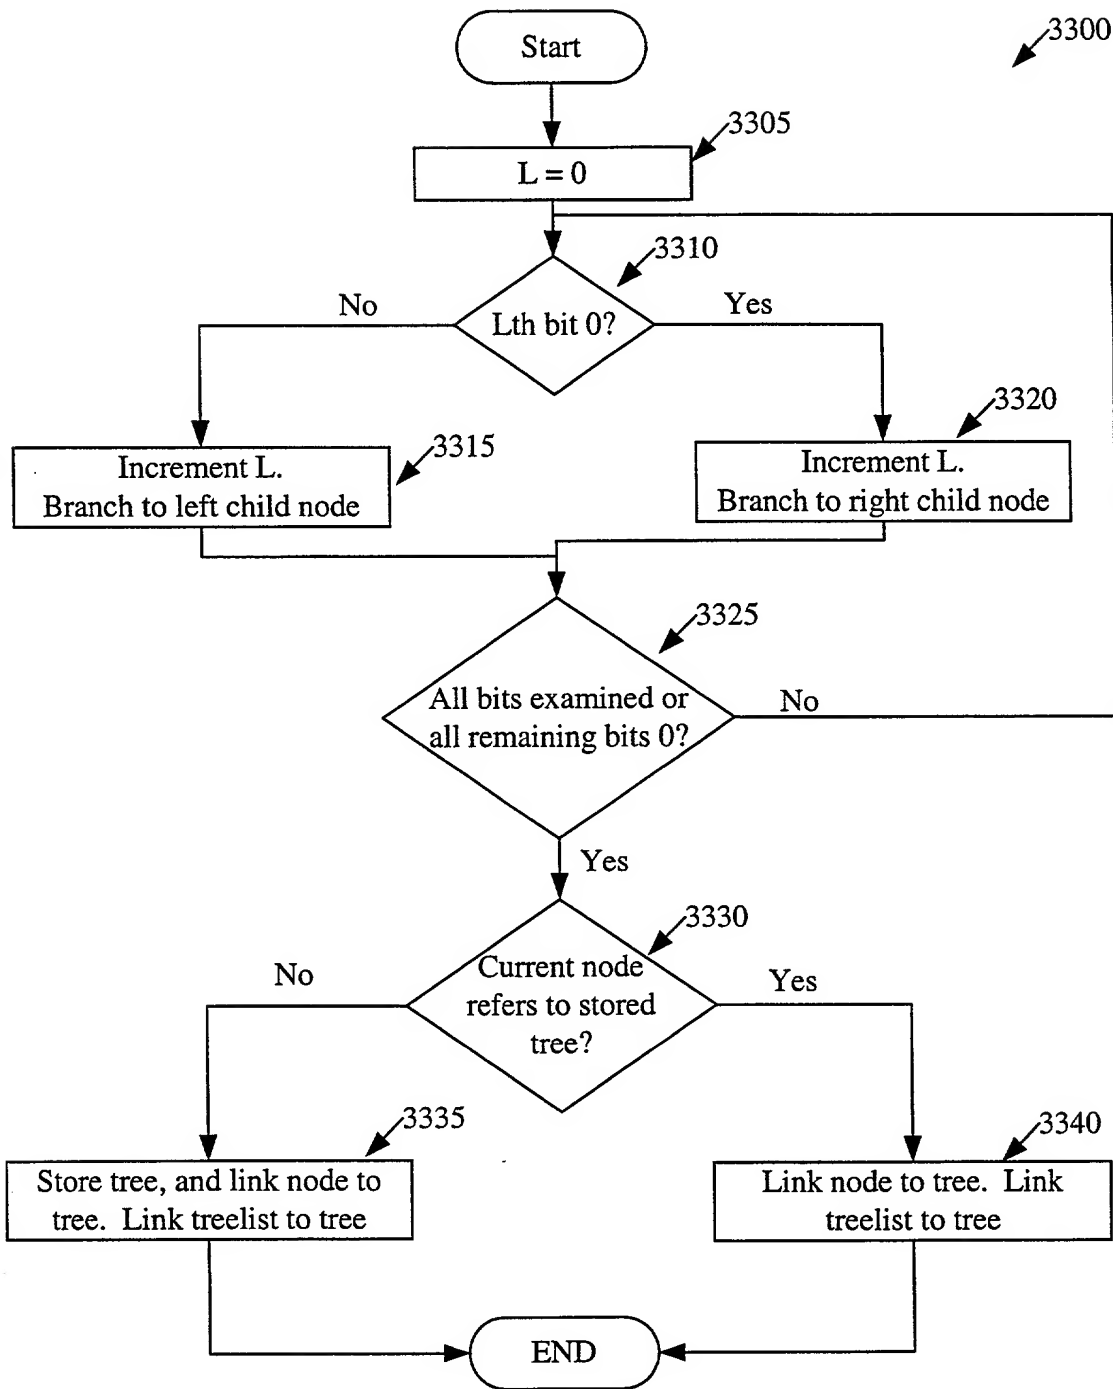 3300
Start
3305
L = 0
3310
No
Yes
Lth bit 0?
3315
3320
Increment L.
Branch to left child node
Increment L.
Branch to right child node
3325
All bits examined or
all remaining bits 0?
No
Yes
3330
No
Yes
Current node
refers to stored
tree?
3335
3340
Store tree, and link node to
tree. Link treelist to tree
Link node to tree. Link
treelist to tree
END